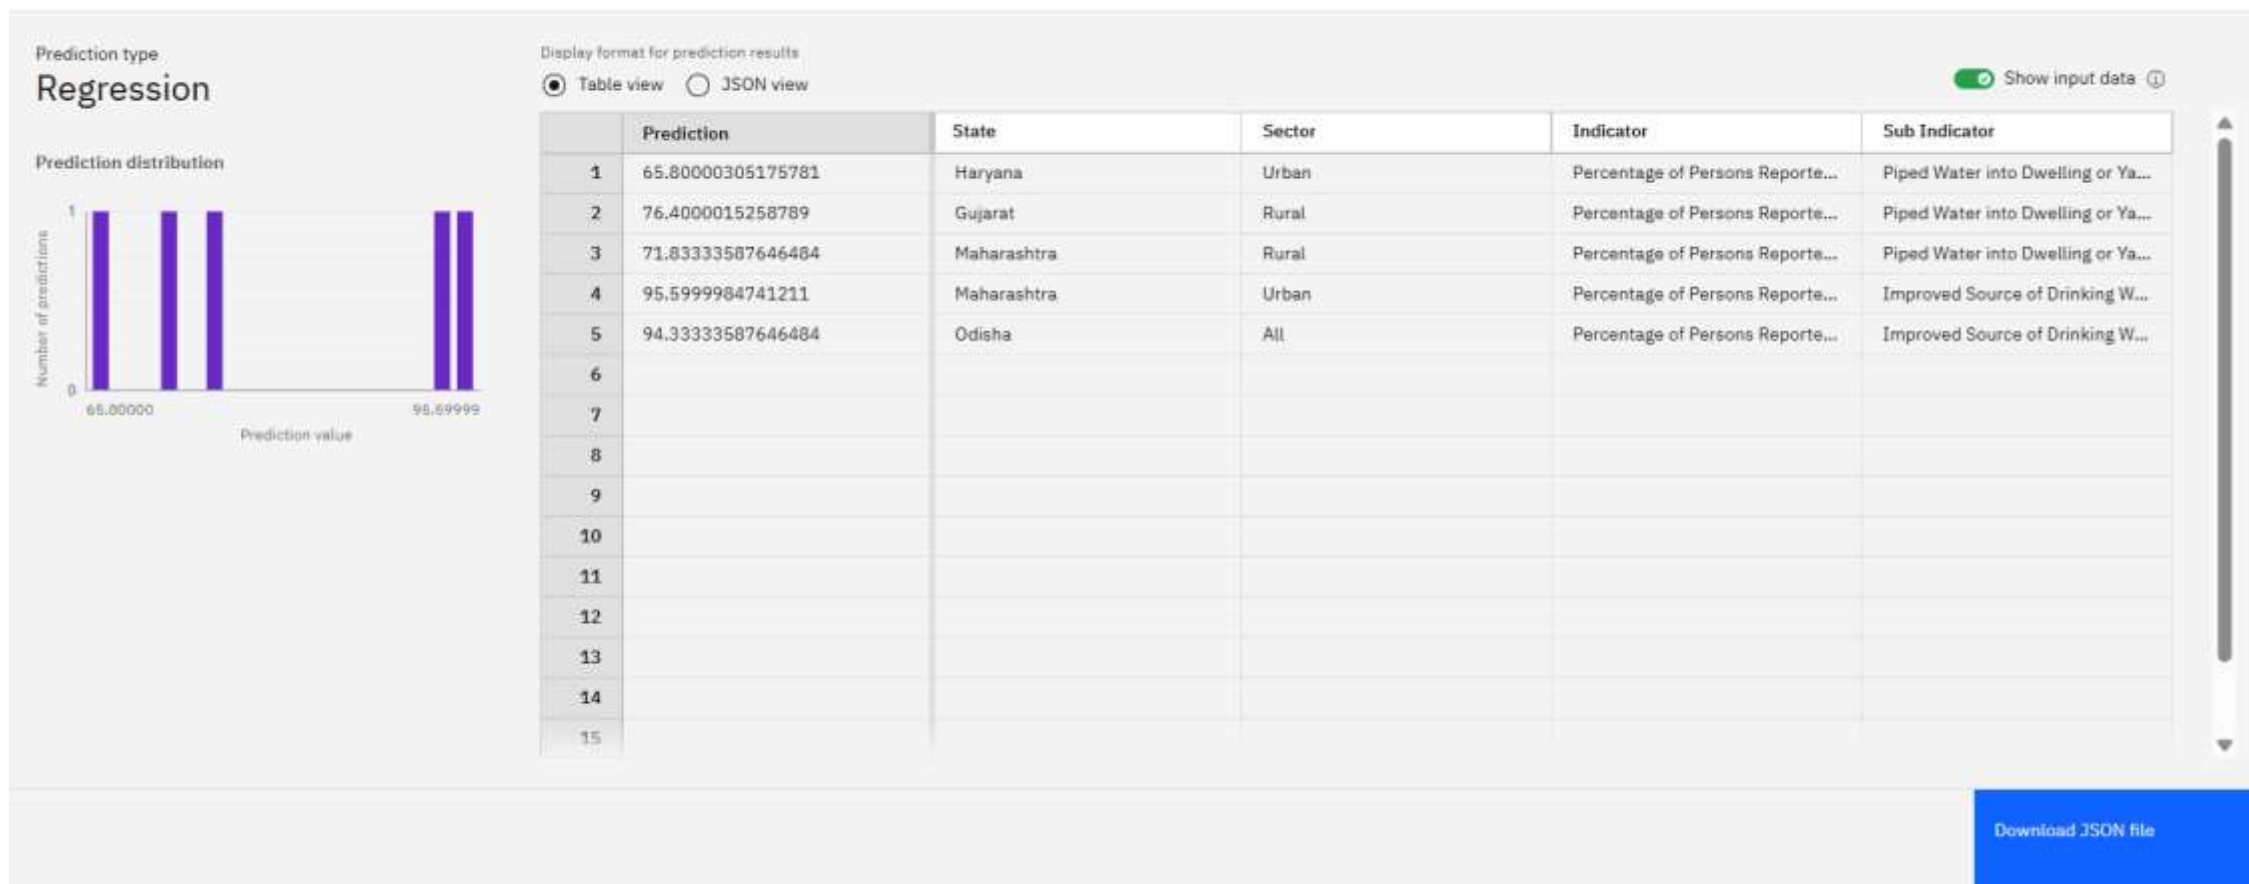 Prediction type
Regression
Prediction distribution
1
Number of predictions
0
65.80000 95.59999
Prediction value
Display format for prediction results
Table view JSON view
Show input data
Prediction State Sector Indicator Sub Indicator
1 65.80000305175781 Haryana Urban Percentage of Persons Reporte... Piped Water into Dwelling or Ya...
2 76.4000015258789 Gujarat Rural Percentage of Persons Reporte... Piped Water into Dwelling or Ya...
3 71.83333587646484 Maharashtra Rural Percentage of Persons Reporte... Piped Water into Dwelling or Ya...
4 95.5999984741211 Maharashtra Urban Percentage of Persons Reporte... Improved Source of Drinking W...
5 94.33333587646484 Odisha All Percentage of Persons Reporte... Improved Source of Drinking W...
6
7
8
9
10
11
12
13
14
15
Download JSON file